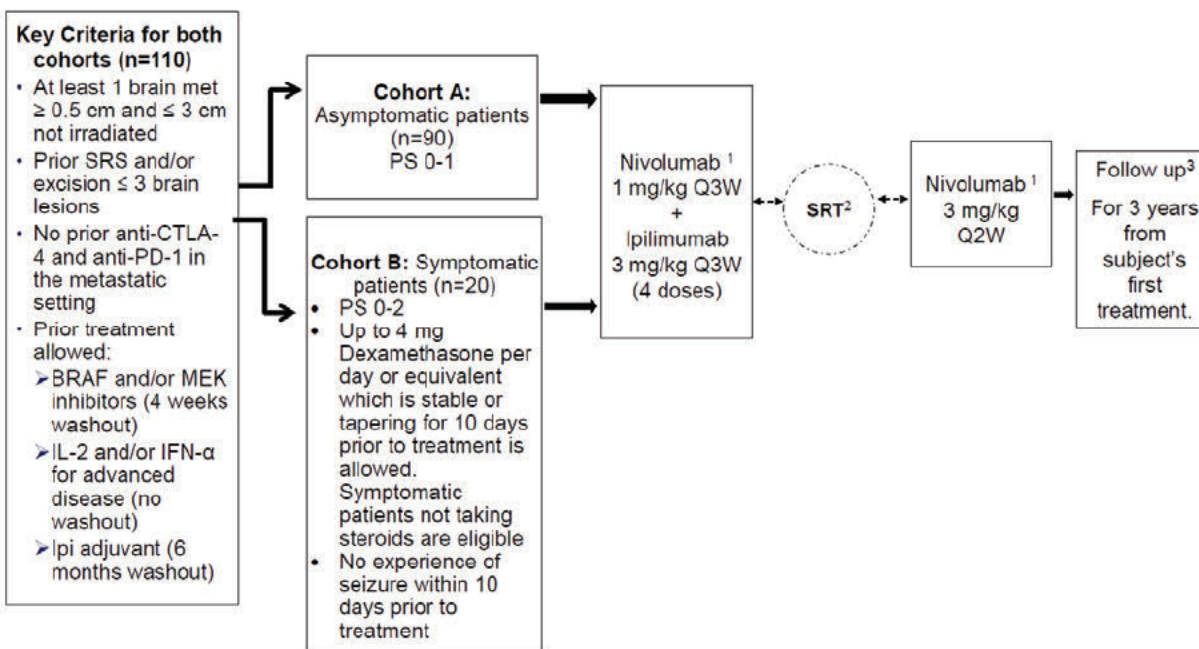 Key Criteria for both
cohorts (n=110)
• At least 1 brain met
≥ 0.5 cm and ≤ 3 cm
not irradiated
• Prior SRS and/or
excision ≤ 3 brain
lesions
• No prior anti-CTLA-
4 and anti-PD-1 in
the metastatic
setting
• Prior treatment
allowed:
➢BRAF and/or MEK
inhibitors (4 weeks
washout)
➢IL-2 and/or IFN-α
for advanced
disease (no
washout)
➢Ipi adjuvant (6
months washout)
Cohort A:
Asymptomatic patients
(n=90)
PS 0-1
Cohort B: Symptomatic
patients (n=20)
• PS 0-2
• Up to 4 mg
Dexamethasone per
day or equivalent
which is stable or
tapering for 10 days
prior to treatment is
allowed.
Symptomatic
patients not taking
steroids are eligible
• No experience of
seizure within 10
days prior to
treatment
Nivolumab 1
1 mg/kg Q3W
+
Ipilimumab
3 mg/kg Q3W
(4 doses)
SRT2
Nivolumab 1
3 mg/kg
Q2W
Follow up3
For 3 years
from
subject's
first
treatment.